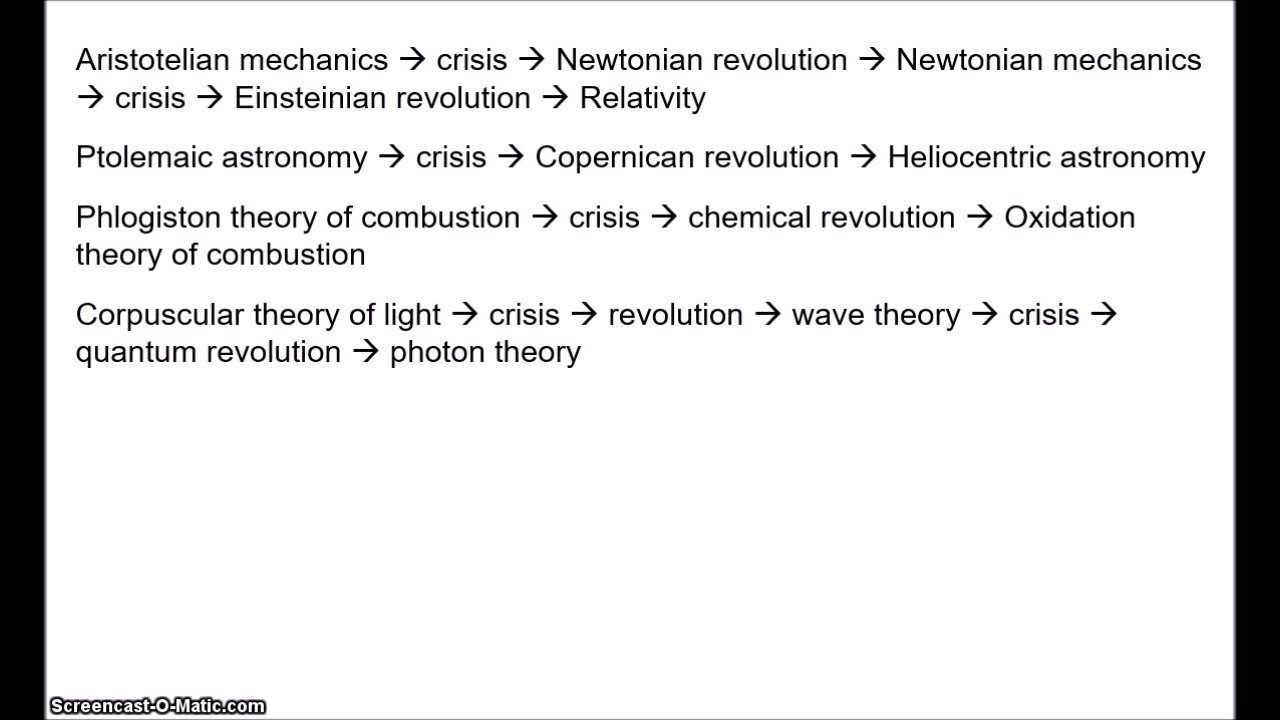 Aristotelian mechanics → crisis → Newtonian revolution → Newtonian mechanics
→ crisis → Einsteinian revolution → Relativity
Ptolemaic astronomy → crisis → Copernican revolution → Heliocentric astronomy
Phlogiston theory of combustion → crisis → chemical revolution → Oxidation
theory of combustion
Corpuscular theory of light → crisis → revolution → wave theory → crisis →
quantum revolution → photon theory
Screencast-O-Matic.com